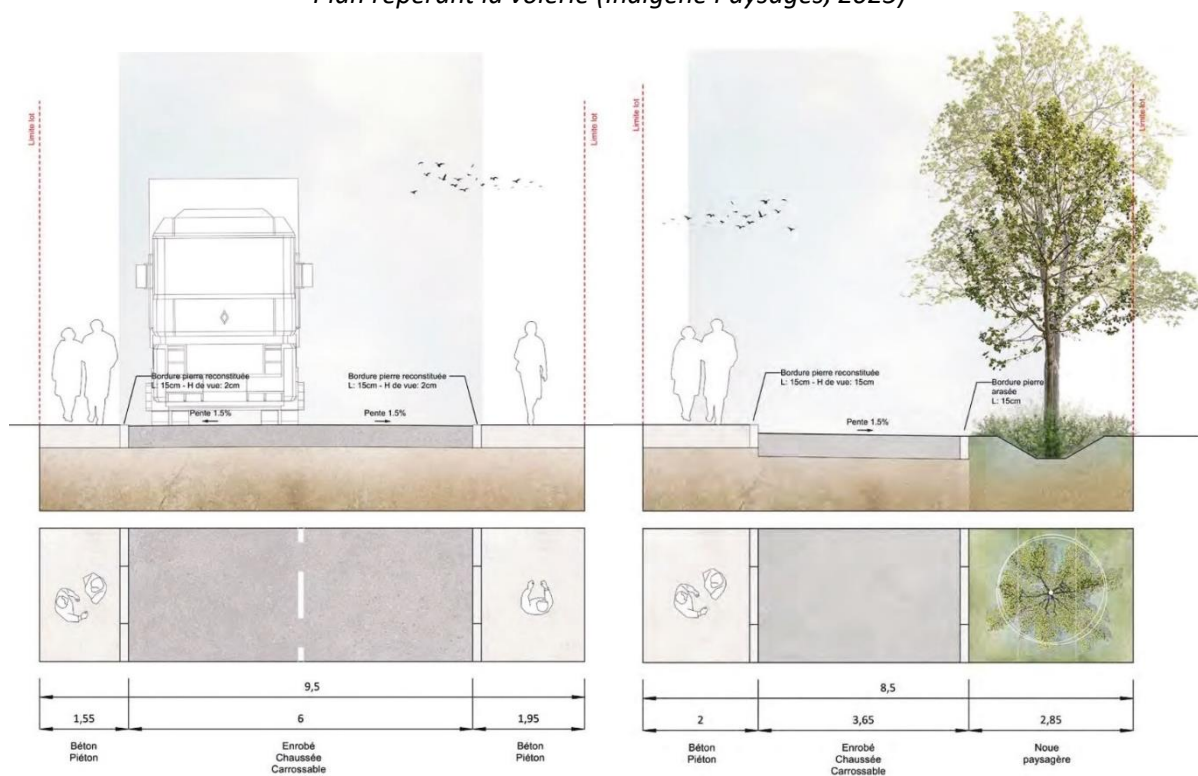 Plan repérant la voierie (Indigène Paysages, 2023)
Limite lot
Limite lot
Bordure pierre reconstituée
L: 15cm - H de vue: 2cm
Bordure pierre reconstituée
L: 15cm - H de vue: 2cm
Pente 1.5%
Pente 1.5%
9,5
1,55
6
1,95
Béton
Piéton
Enrobé
Chaussée
Carrossable
Béton
Piéton
Limite lot
Limite lot
Bordure pierre reconstituée
L: 15cm - H de vue: 15cm
Bordure pierre
arasée
L: 15cm
Pente 1.5%
8,5
2
3,65
2,85
Béton
Piéton
Enrobé
Chaussée
Carrossable
Noue
paysagère